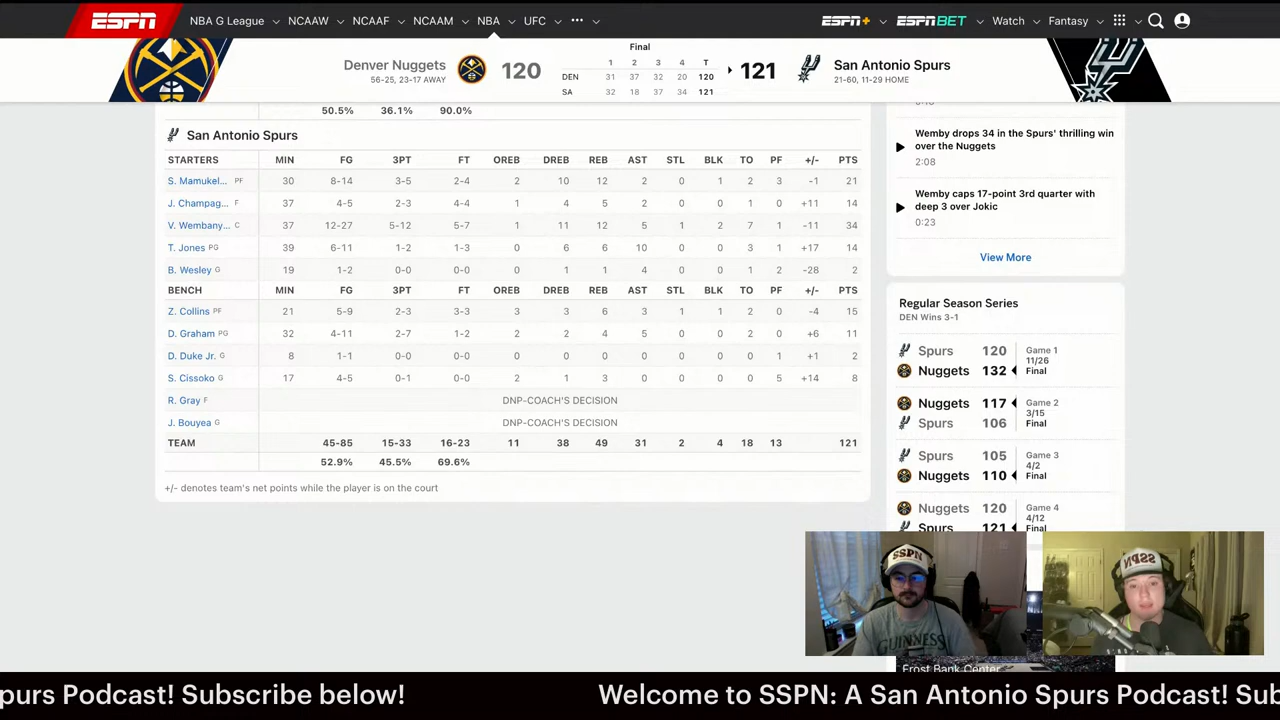 ESPN NBA G League NCAAW NCAAF NCAAM NBA UFC ESPN+ ESPN BET Watch Fantasy
Final
Denver Nuggets 120
56-25, 23-17 AWAY
1 2 3 4 T
DEN 31 37 32 20 120
SA 32 18 37 34 121
121 San Antonio Spurs
21-60, 11-29 HOME
50.5% 36.1% 90.0%
San Antonio Spurs
STARTERS MIN FG 3PT FT OREB DREB REB AST STL BLK TO PF +/- PTS
S. Mamukel... PF 30 8-14 3-5 2-4 2 10 12 2 0 1 2 3 -1 21
J. Champag... F 37 4-5 2-3 4-4 1 4 5 2 0 0 1 0 +11 14
V. Wembany... C 37 12-27 5-12 5-7 1 11 12 5 1 2 7 1 -11 34
T. Jones PG 39 6-11 1-2 1-3 0 6 6 10 0 0 3 1 +17 14
B. Wesley G 19 1-2 0-0 0-0 0 1 1 4 0 0 1 2 -28 2
BENCH MIN FG 3PT FT OREB DREB REB AST STL BLK TO PF +/- PTS
Z. Collins PF 21 5-9 2-3 3-3 3 3 6 3 1 1 2 0 -4 15
D. Graham PG 32 4-11 2-7 1-2 0 2 2 4 5 0 0 2 0 +6 11
D. Duke Jr. G 8 1-1 0-0 0-0 0 0 0 0 0 0 0 1 +1 2
S. Cissoko G 17 4-5 0-1 0-0 2 1 3 0 0 0 0 5 +14 8
R. Gray F DNP-COACH'S DECISION
J. Bouyea G DNP-COACH'S DECISION
TEAM 45-85 15-33 16-23 11 38 49 31 2 4 18 13 121
52.9% 45.5% 69.6%
+/- denotes team's net points while the player is on the court
Wemby drops 34 in the Spurs' thrilling win
over the Nuggets
2:08
Wemby caps 17-point 3rd quarter with
deep 3 over Jokic
0:23
View More
Regular Season Series
DEN Wins 3-1
Spurs 120 Game 1
11/26
Nuggets 132 Final
Nuggets 117 Game 2
3/15
Spurs 106 Final
Spurs 105 Game 3
4/2
Nuggets 110 Final
Nuggets 120 Game 4
4/12
Spurs 121 Final
SSPN
SSPN
GUINNESS
Frost Bank Center
purs Podcast! Subscribe below! Welcome to SSPN: A San Antonio Spurs Podcast! Sub